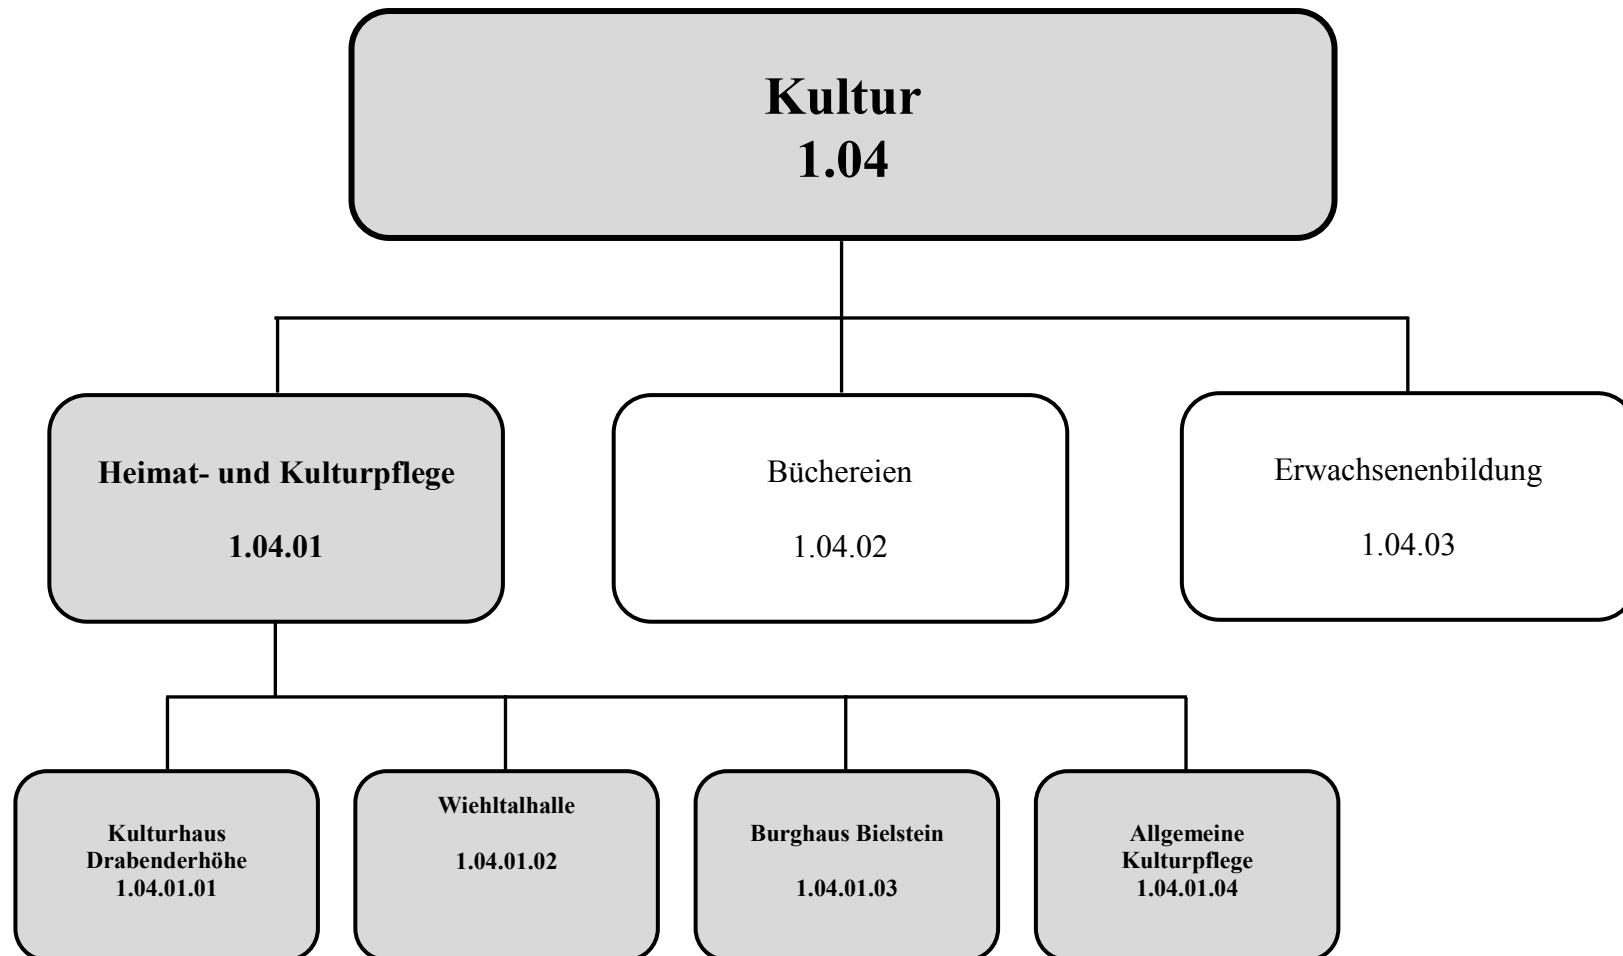 Kultur
1.04
Heimat- und Kulturpflege
1.04.01
Büchereien
1.04.02
Erwachsenenbildung
1.04.03
Kulturhaus
Drabenderhöhe
1.04.01.01
Wiehltalhalle
1.04.01.02
Burghaus Bielstein
1.04.01.03
Allgemeine
Kulturpflege
1.04.01.04